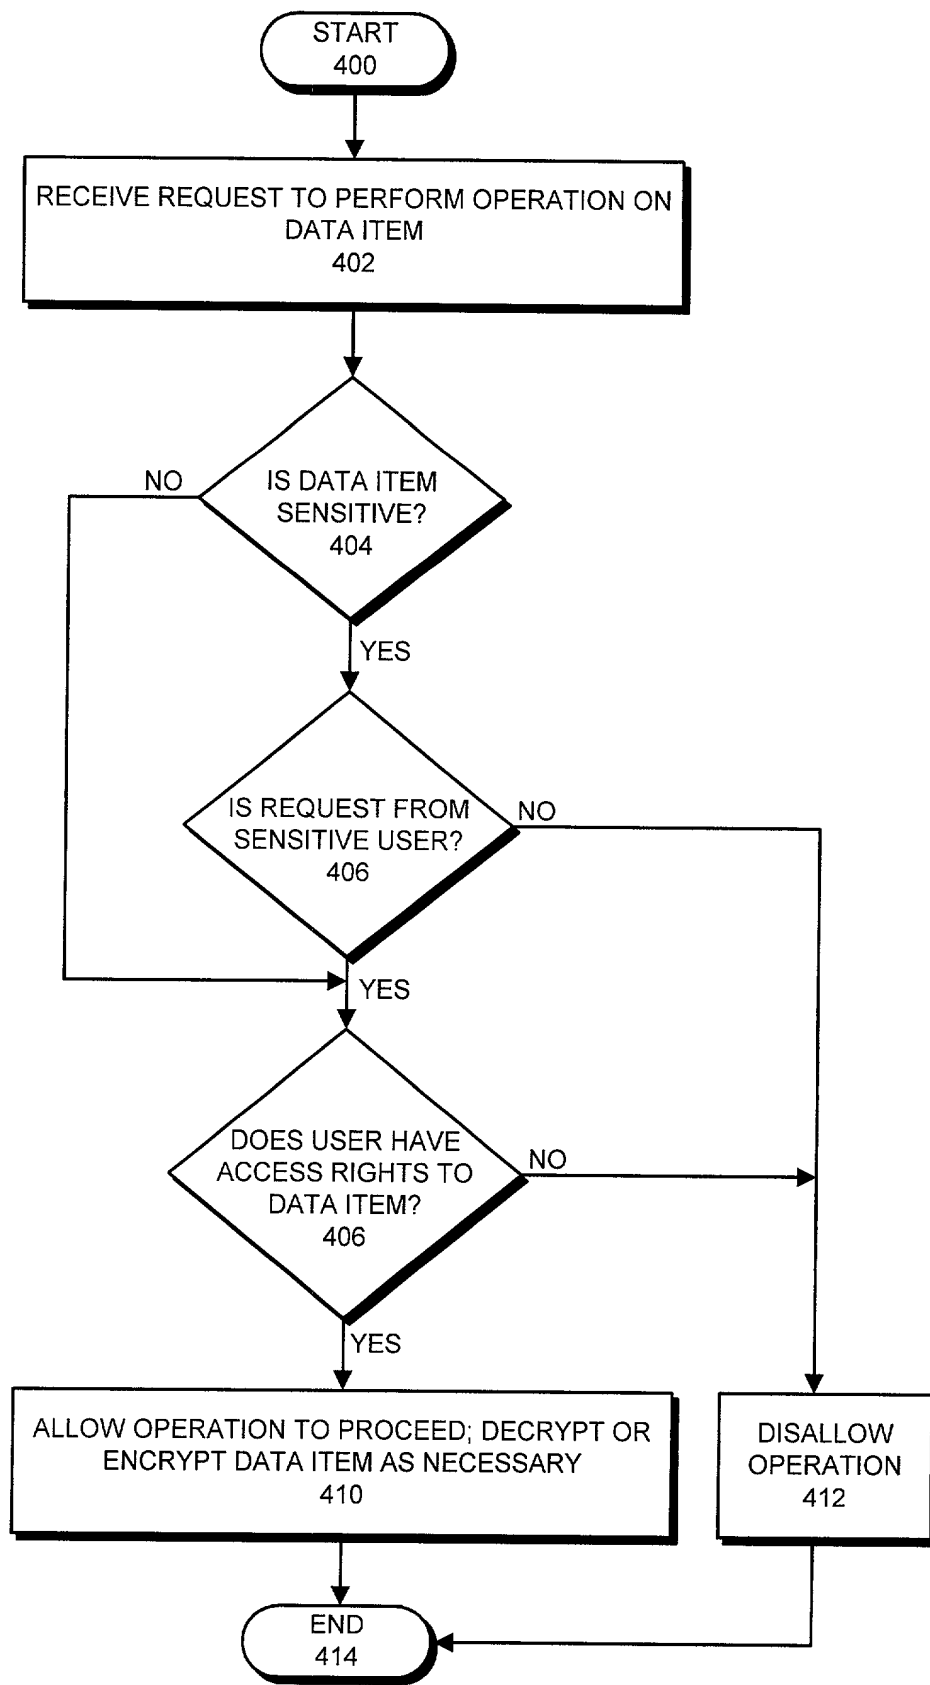 START
400
RECEIVE REQUEST TO PERFORM OPERATION ON
DATA ITEM
402
NO
IS DATA ITEM
SENSITIVE?
404
YES
IS REQUEST FROM
SENSITIVE USER?
406
NO
YES
DOES USER HAVE
ACCESS RIGHTS TO
DATA ITEM?
406
NO
YES
ALLOW OPERATION TO PROCEED; DECRYPT OR
ENCRYPT DATA ITEM AS NECESSARY
410
DISALLOW
OPERATION
412
END
414